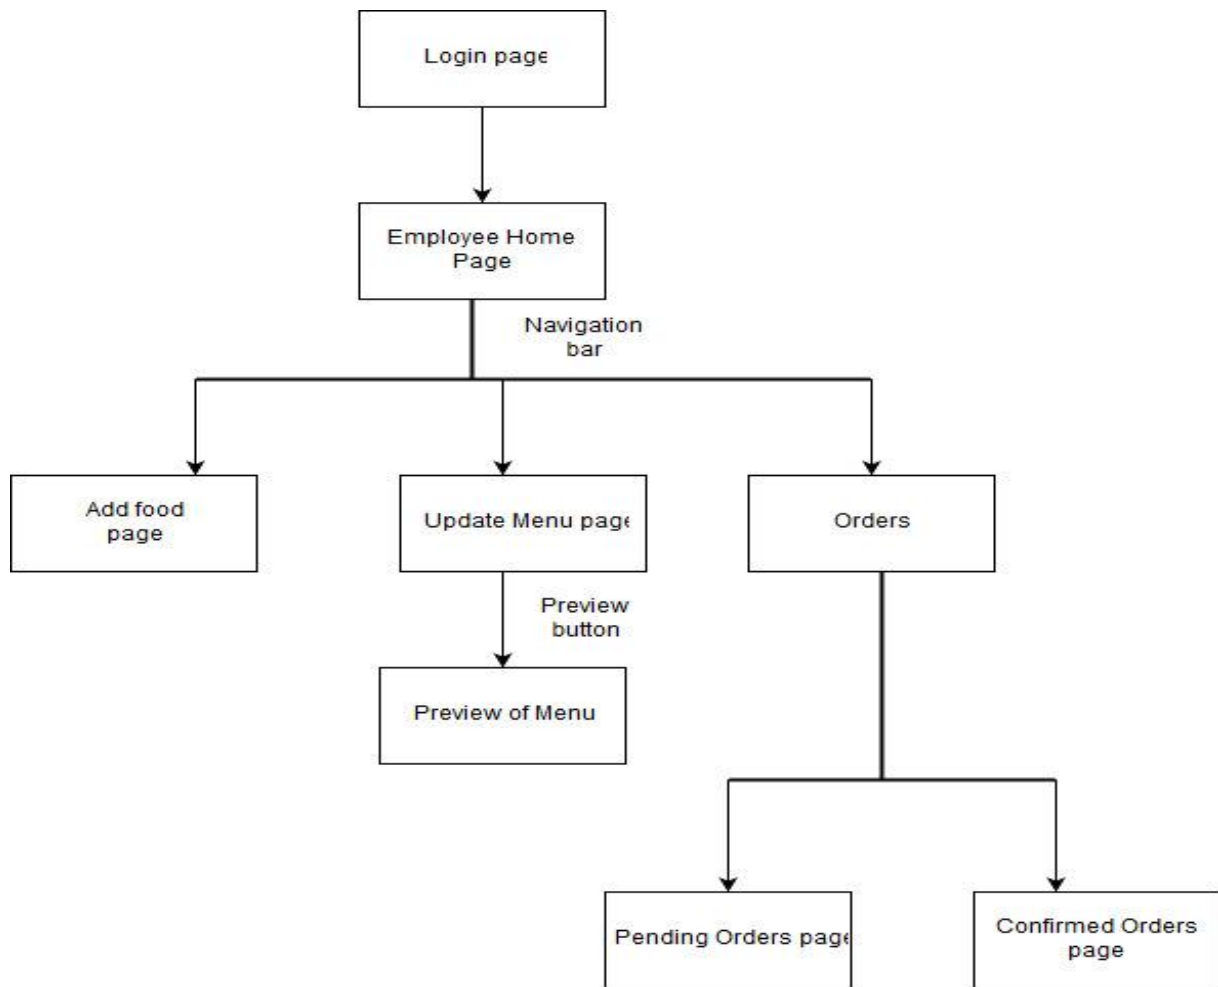 Login page
Employee Home
Page
Navigation
bar
Add food
page
Update Menu page
Orders
Preview
button
Preview of Menu
Pending Orders page
Confirmed Orders
page